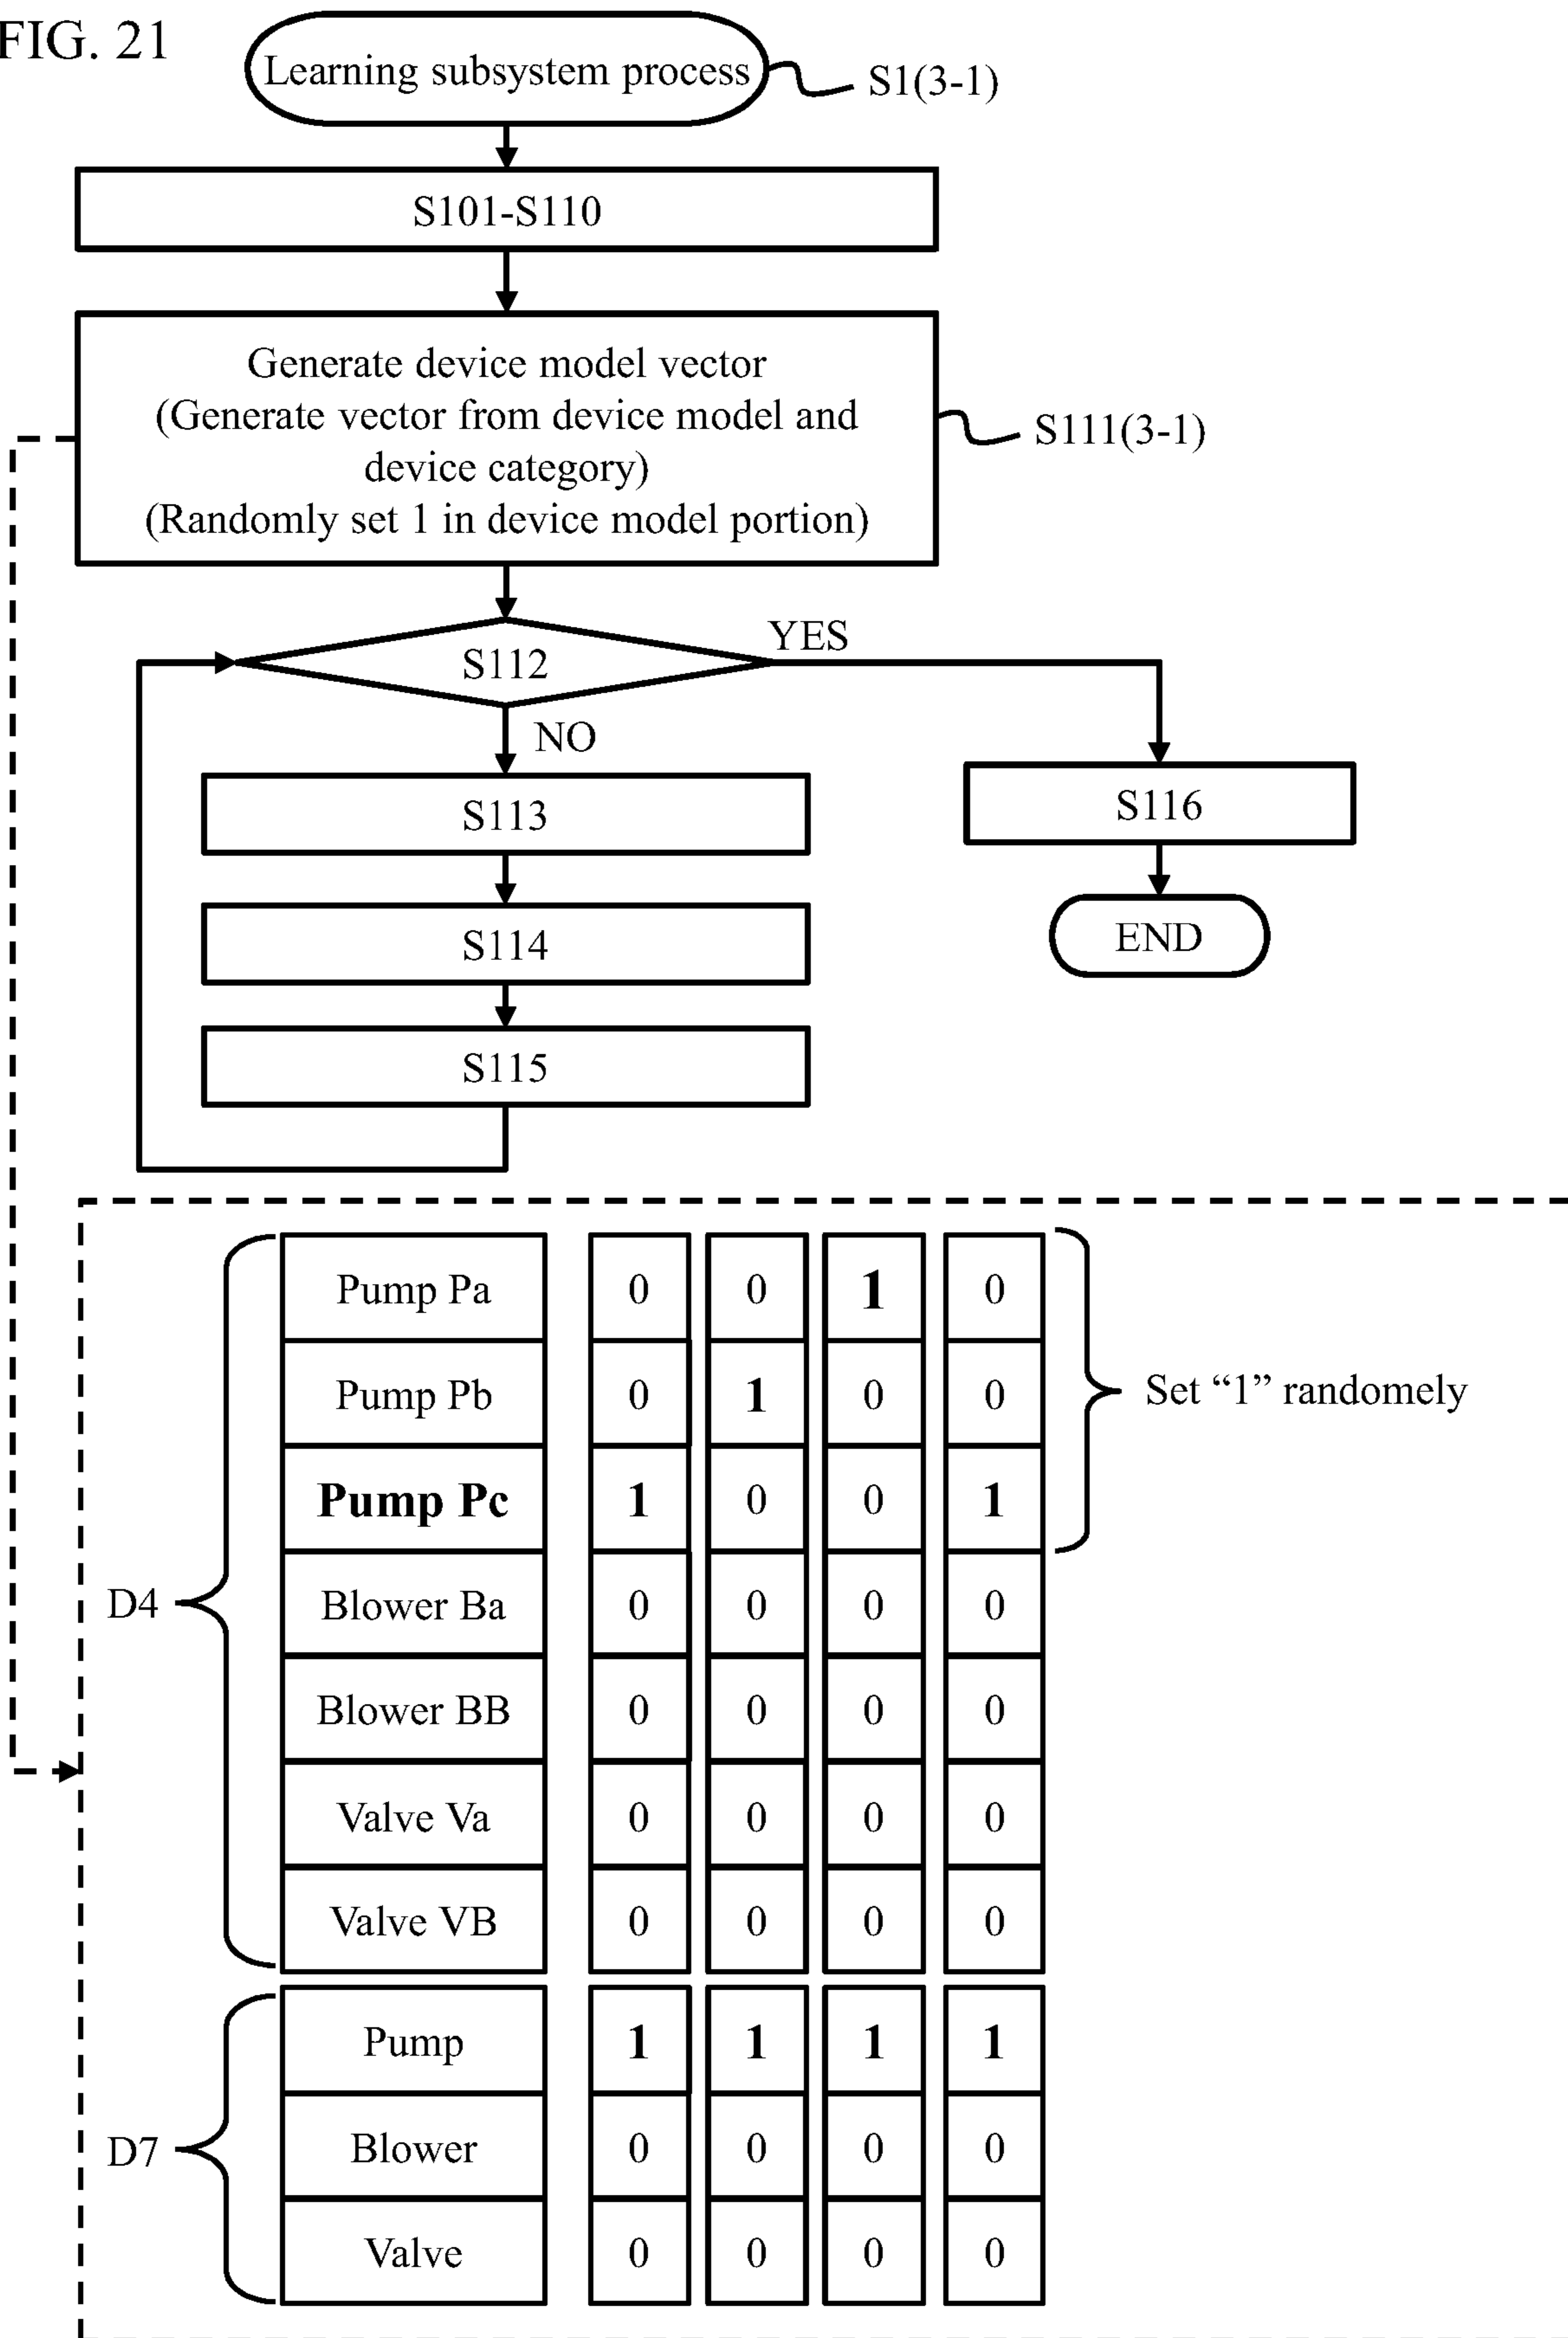 FIG. 21
Learning subsystem process
S1(3-1)
S101-S110
Generate device model vector
(Generate vector from device model and
device category)
(Randomly set 1 in device model portion)
S111(3-1)
S112
YES
NO
S113
S116
S114
END
S115
Pump Pa 0 0 1 0
Pump Pb 0 1 0 0
Set “1” randomely
Pump Pc 1 0 0 1
D4
Blower Ba 0 0 0 0
Blower BB 0 0 0 0
Valve Va 0 0 0 0
Valve VB 0 0 0 0
Pump 1 1 1 1
D7
Blower 0 0 0 0
Valve 0 0 0 0